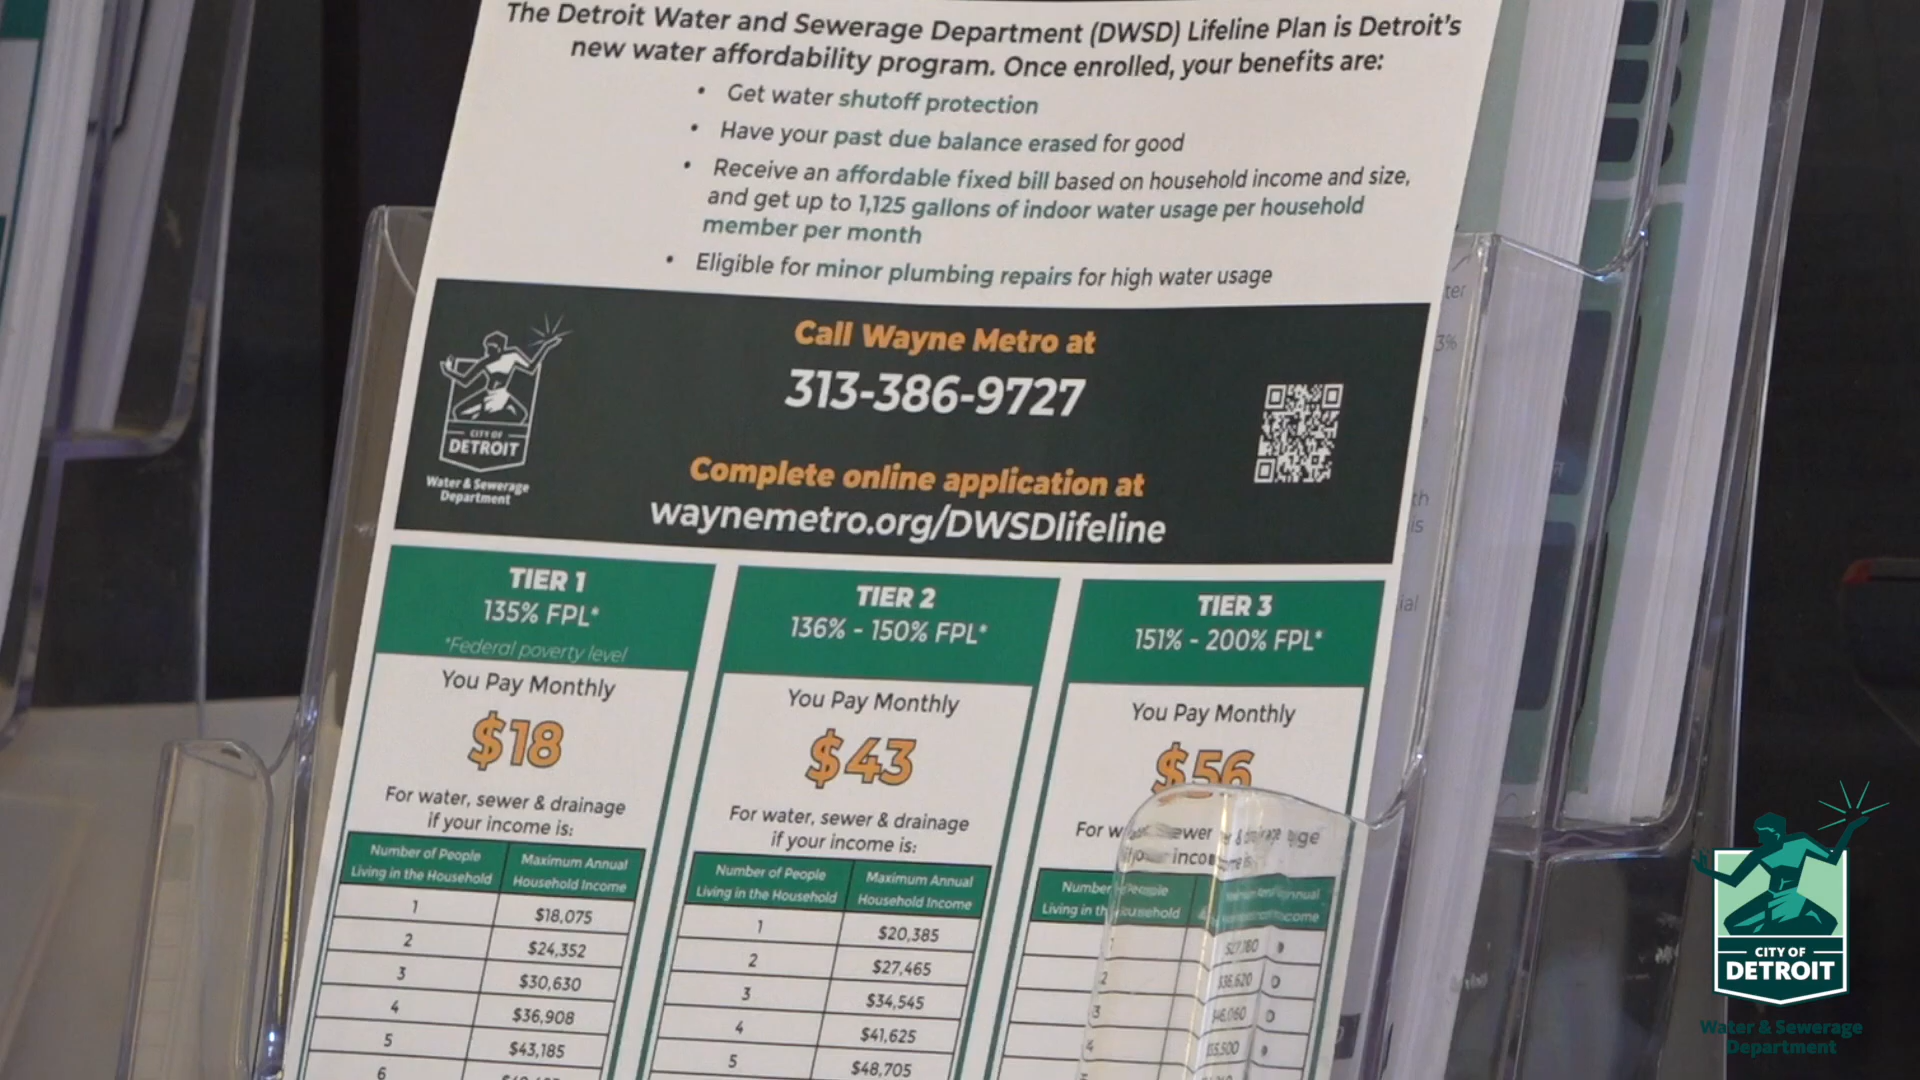 The Detroit Water and Sewerage Department (DWSD) Lifeline Plan is Detroit's
new water affordability program. Once enrolled, your benefits are:
• Get water shutoff protection
• Have your past due balance erased for good
• Receive an affordable fixed bill based on household income and size,
and get up to 1,125 gallons of indoor water usage per household
member per month
• Eligible for minor plumbing repairs for high water usage
Call Wayne Metro at
313-386-9727
Complete online application at
waynemetro.org/DWSDlifeline
CITY OF
DETROIT
Water & Sewerage
Department
TIER 1
135% FPL*
*Federal poverty level
You Pay Monthly
$18
For water, sewer & drainage
if your income is:
Number of People
Living in the Household
Maximum Annual
Household Income
1 $18,075
2 $24,352
3 $30,630
4 $36,908
5 $43,185
6
TIER 2
136% - 150% FPL*
You Pay Monthly
$43
For water, sewer & drainage
if your income is:
Number of People
Living in the Household
Maximum Annual
Household Income
1 $20,385
2 $27,465
3 $34,545
4 $41,625
5 $48,705
TIER 3
151% - 200% FPL*
You Pay Monthly
$56
For
Number
Living in
2
3
4
CITY OF
DETROIT
Water & Sewerage
Department